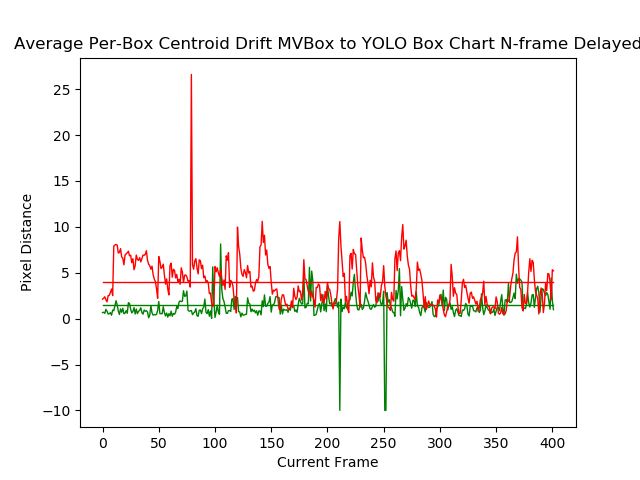 Average Per-Box Centroid Drift MVBox to YOLO Box Chart N-frame Delayed
25
20
15
10
5
0
−5
−10
Pixel Distance
0 50 100 150 200 250 300 350 400
Current Frame